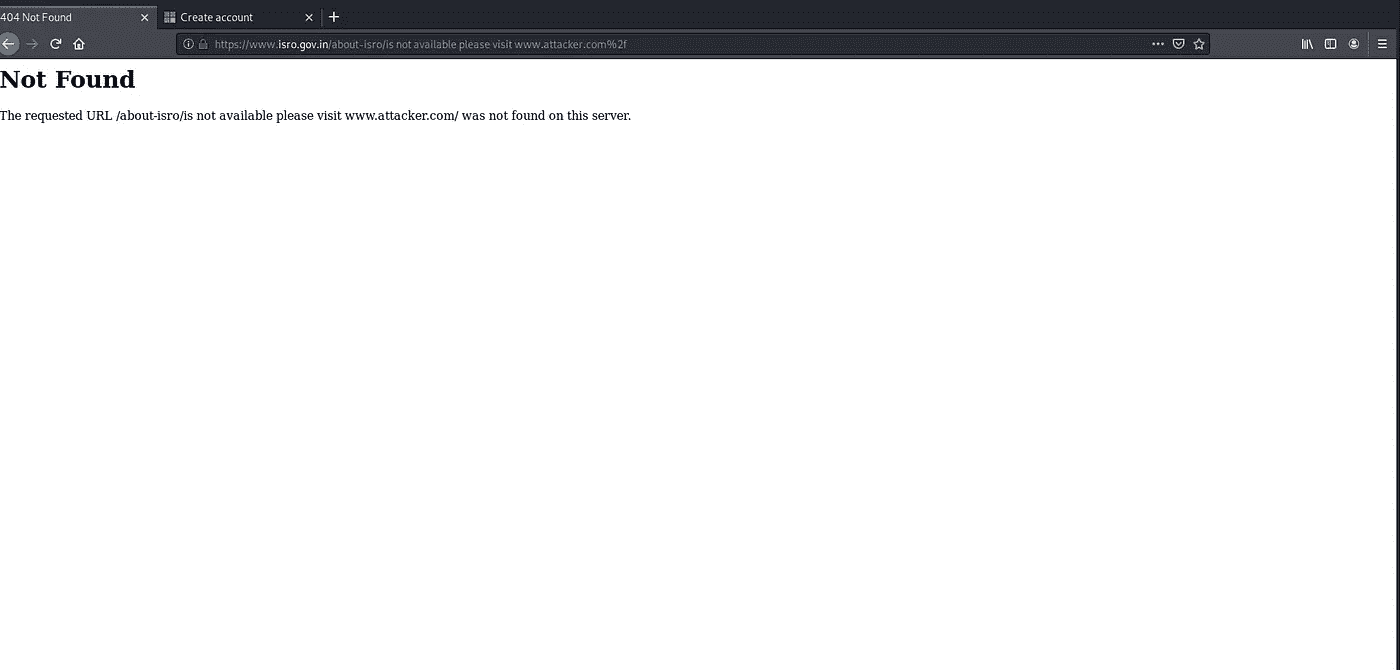 404 Not Found
Create account
https://www.isro.gov.in/about-isro/is not available please visit www.attacker.com%2f
Not Found
The requested URL /about-isro/is not available please visit www.attacker.com/ was not found on this server.